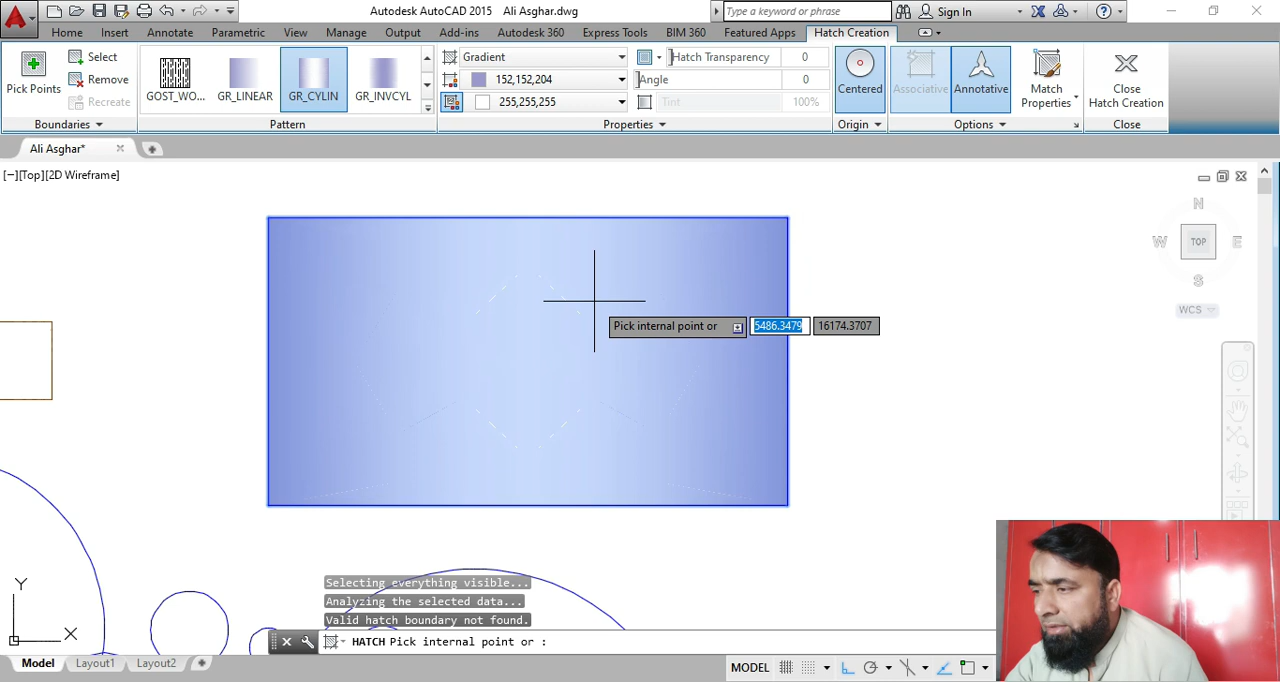 Autodesk AutoCAD 2015 Ali Asghar.dwg
Type a keyword or phrase
Sign In
Home Insert Annotate Parametric View Manage Output Add-ins Autodesk 360 Express Tools BIM 360 Featured Apps Hatch Creation
Pick Points
Select
Remove
Recreate
Boundaries
GOST_WO...
GR_LINEAR
GR_CYLIN
GR_INVCYL
Pattern
Gradient
152,152,204
255,255,255
Hatch Transparency 0
Angle 0
Tint 100%
Properties
Centered
Origin
Associative
Annotative
Match
Properties
Options
Close
Hatch Creation
Close
Ali Asghar*
[−][Top][2D Wireframe]
N
W TOP E
S
WCS
Pick internal point or 5486.3479 16174.3707
Selecting everything visible...
Analyzing the selected data...
Valid hatch boundary not found.
Y
X
HATCH Pick internal point or :
Model Layout1 Layout2
MODEL